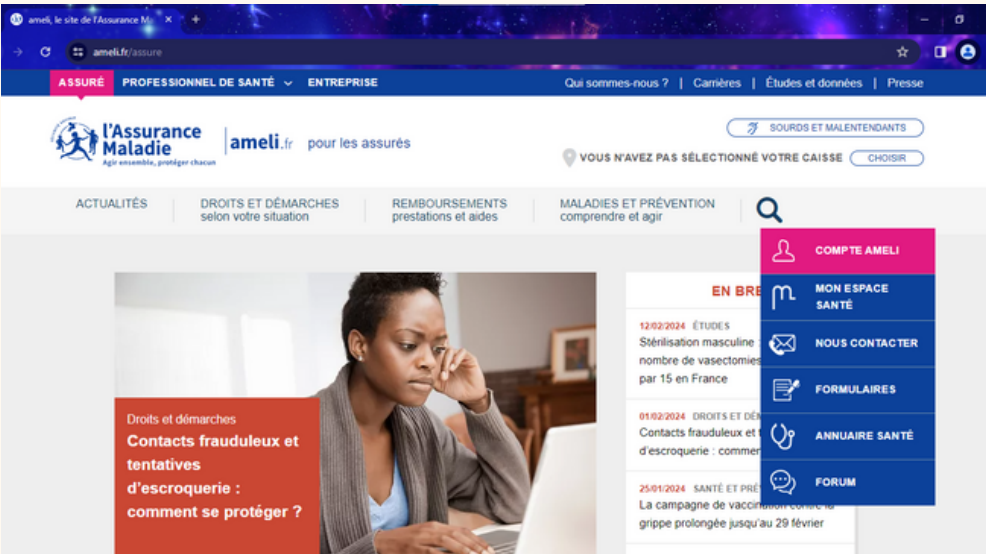 ameli, le site de l'Assurance M
ameli.fr/assure
ASSURÉ PROFESSIONNEL DE SANTÉ ENTREPRISE Qui sommes-nous ? | Carrières | Études et données | Presse
l'Assurance
Maladie
Agir ensemble, protéger chacun
ameli.fr pour les assurés
SOURDS ET MALENTENDANTS
VOUS N'AVEZ PAS SÉLECTIONNÉ VOTRE CAISSE CHOISIR
ACTUALITÉS
DROITS ET DÉMARCHES
selon votre situation
REMBOURSEMENTS
prestations et aides
MALADIES ET PRÉVENTION
comprendre et agir
COMPTE AMELI
MON ESPACE
SANTÉ
NOUS CONTACTER
FORMULAIRES
ANNUAIRE SANTÉ
FORUM
Droits et démarches
Contacts frauduleux et
tentatives
d'escroquerie :
comment se protéger ?
EN BRE
12/02/2024 ÉTUDES
Stérilisation masculine :
nombre de vasectomies
par 15 en France
01/02/2024 DROITS ET DÉM
Contacts frauduleux et t
d'escroquerie : commen
25/01/2024 SANTÉ ET PRÉ
La campagne de vaccination contre la
grippe prolongée jusqu'au 29 février